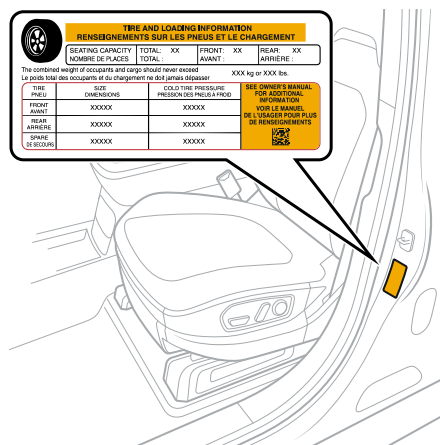 TIRE AND LOADING INFORMATION
RENSEIGNEMENTS SUR LES PNEUS ET LE CHARGEMENT
SEATING CAPACITY TOTAL: XX FRONT: XX REAR: XX
NOMBRE DE PLACES TOTAL : AVANT : ARRIÈRE :
The combined weight of occupants and cargo should never exceed
Le poids total des occupants et du chargement ne doit jamais dépasser
XXX kg or XXX lbs.
TIRE SIZE COLD TIRE PRESSURE
PNEU DIMENSIONS PRESSION DES PNEUS À FROID
FRONT
AVANT
XXXXX XXXXX
REAR
ARRIÈRE
XXXXX XXXXX
SPARE
DE SECOURS
XXXXX XXXXX
SEE OWNER'S MANUAL
FOR ADDITIONAL
INFORMATION
VOIR LE MANUEL
DE L'USAGER POUR PLUS
DE RENSEIGNEMENTS